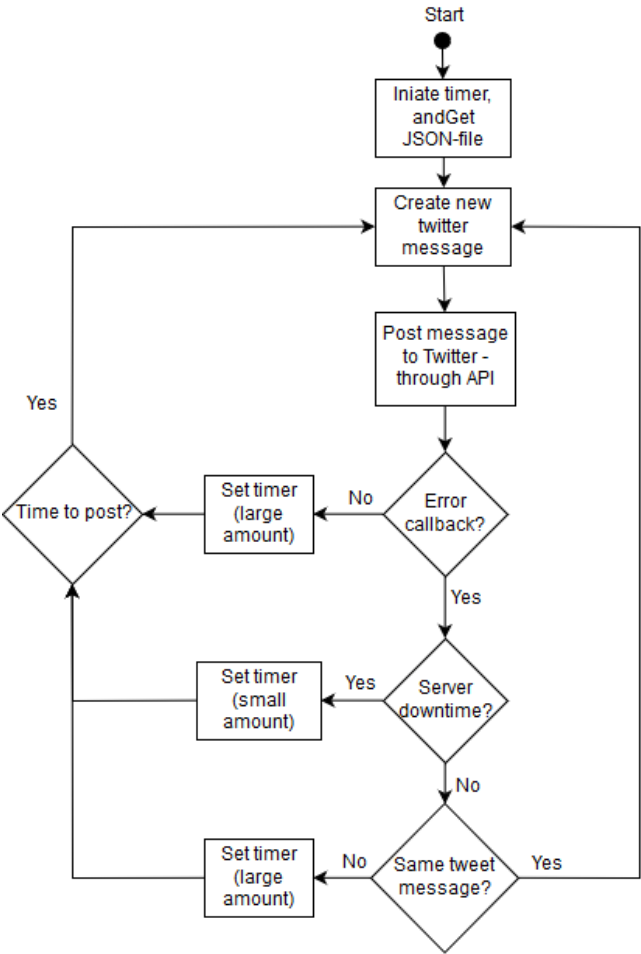 Start
Iniate timer,
andGet
JSON-file
Create new
twitter
message
Post message
to Twitter -
through API
Yes
Time to post?
Set timer
(large
amount)
No
Error
callback?
Yes
Set timer
(small
amount)
Yes
Server
downtime?
No
Set timer
(large
amount)
No
Same tweet
message?
Yes